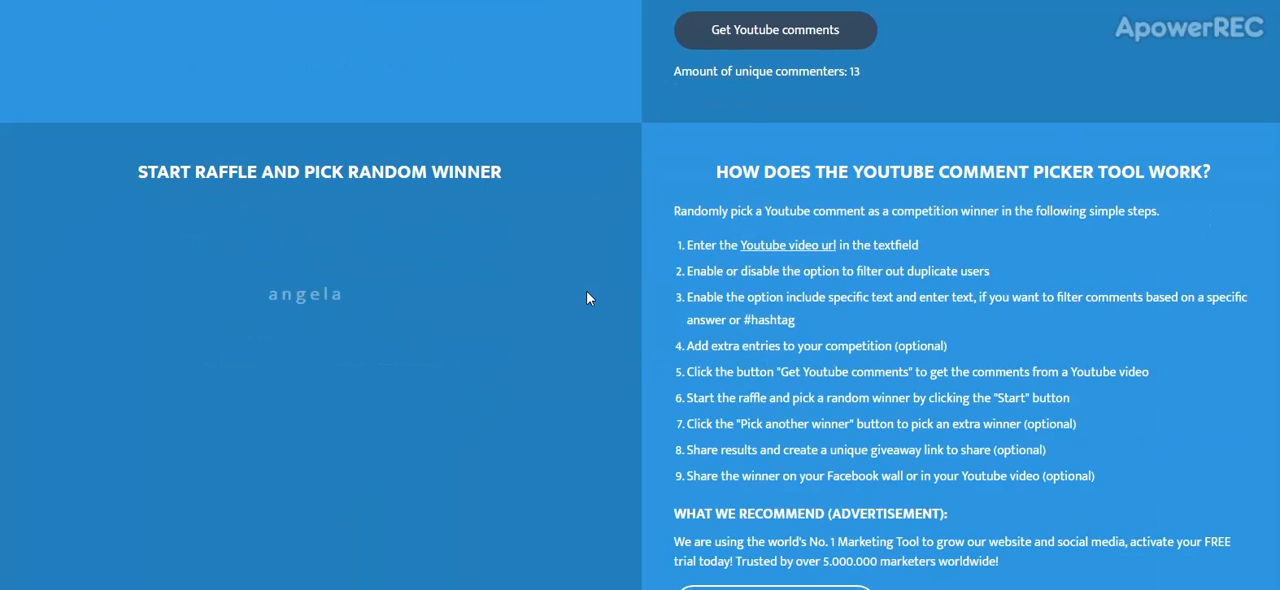 Get Youtube comments
ApowerREC
Amount of unique commenters: 13
START RAFFLE AND PICK RANDOM WINNER
angela
HOW DOES THE YOUTUBE COMMENT PICKER TOOL WORK?
Randomly pick a Youtube comment as a competition winner in the following simple steps.
1. Enter the Youtube video url in the textfield
2. Enable or disable the option to filter out duplicate users
3. Enable the option include specific text and enter text, if you want to filter comments based on a specific
answer or #hashtag
4. Add extra entries to your competition (optional)
5. Click the button "Get Youtube comments" to get the comments from a Youtube video
6. Start the raffle and pick a random winner by clicking the "Start" button
7. Click the "Pick another winner" button to pick an extra winner (optional)
8. Share results and create a unique giveaway link to share (optional)
9. Share the winner on your Facebook wall or in your Youtube video (optional)
WHAT WE RECOMMEND (ADVERTISEMENT):
We are using the world's No. 1 Marketing Tool to grow our website and social media, activate your FREE
trial today! Trusted by over 5.000.000 marketers worldwide!